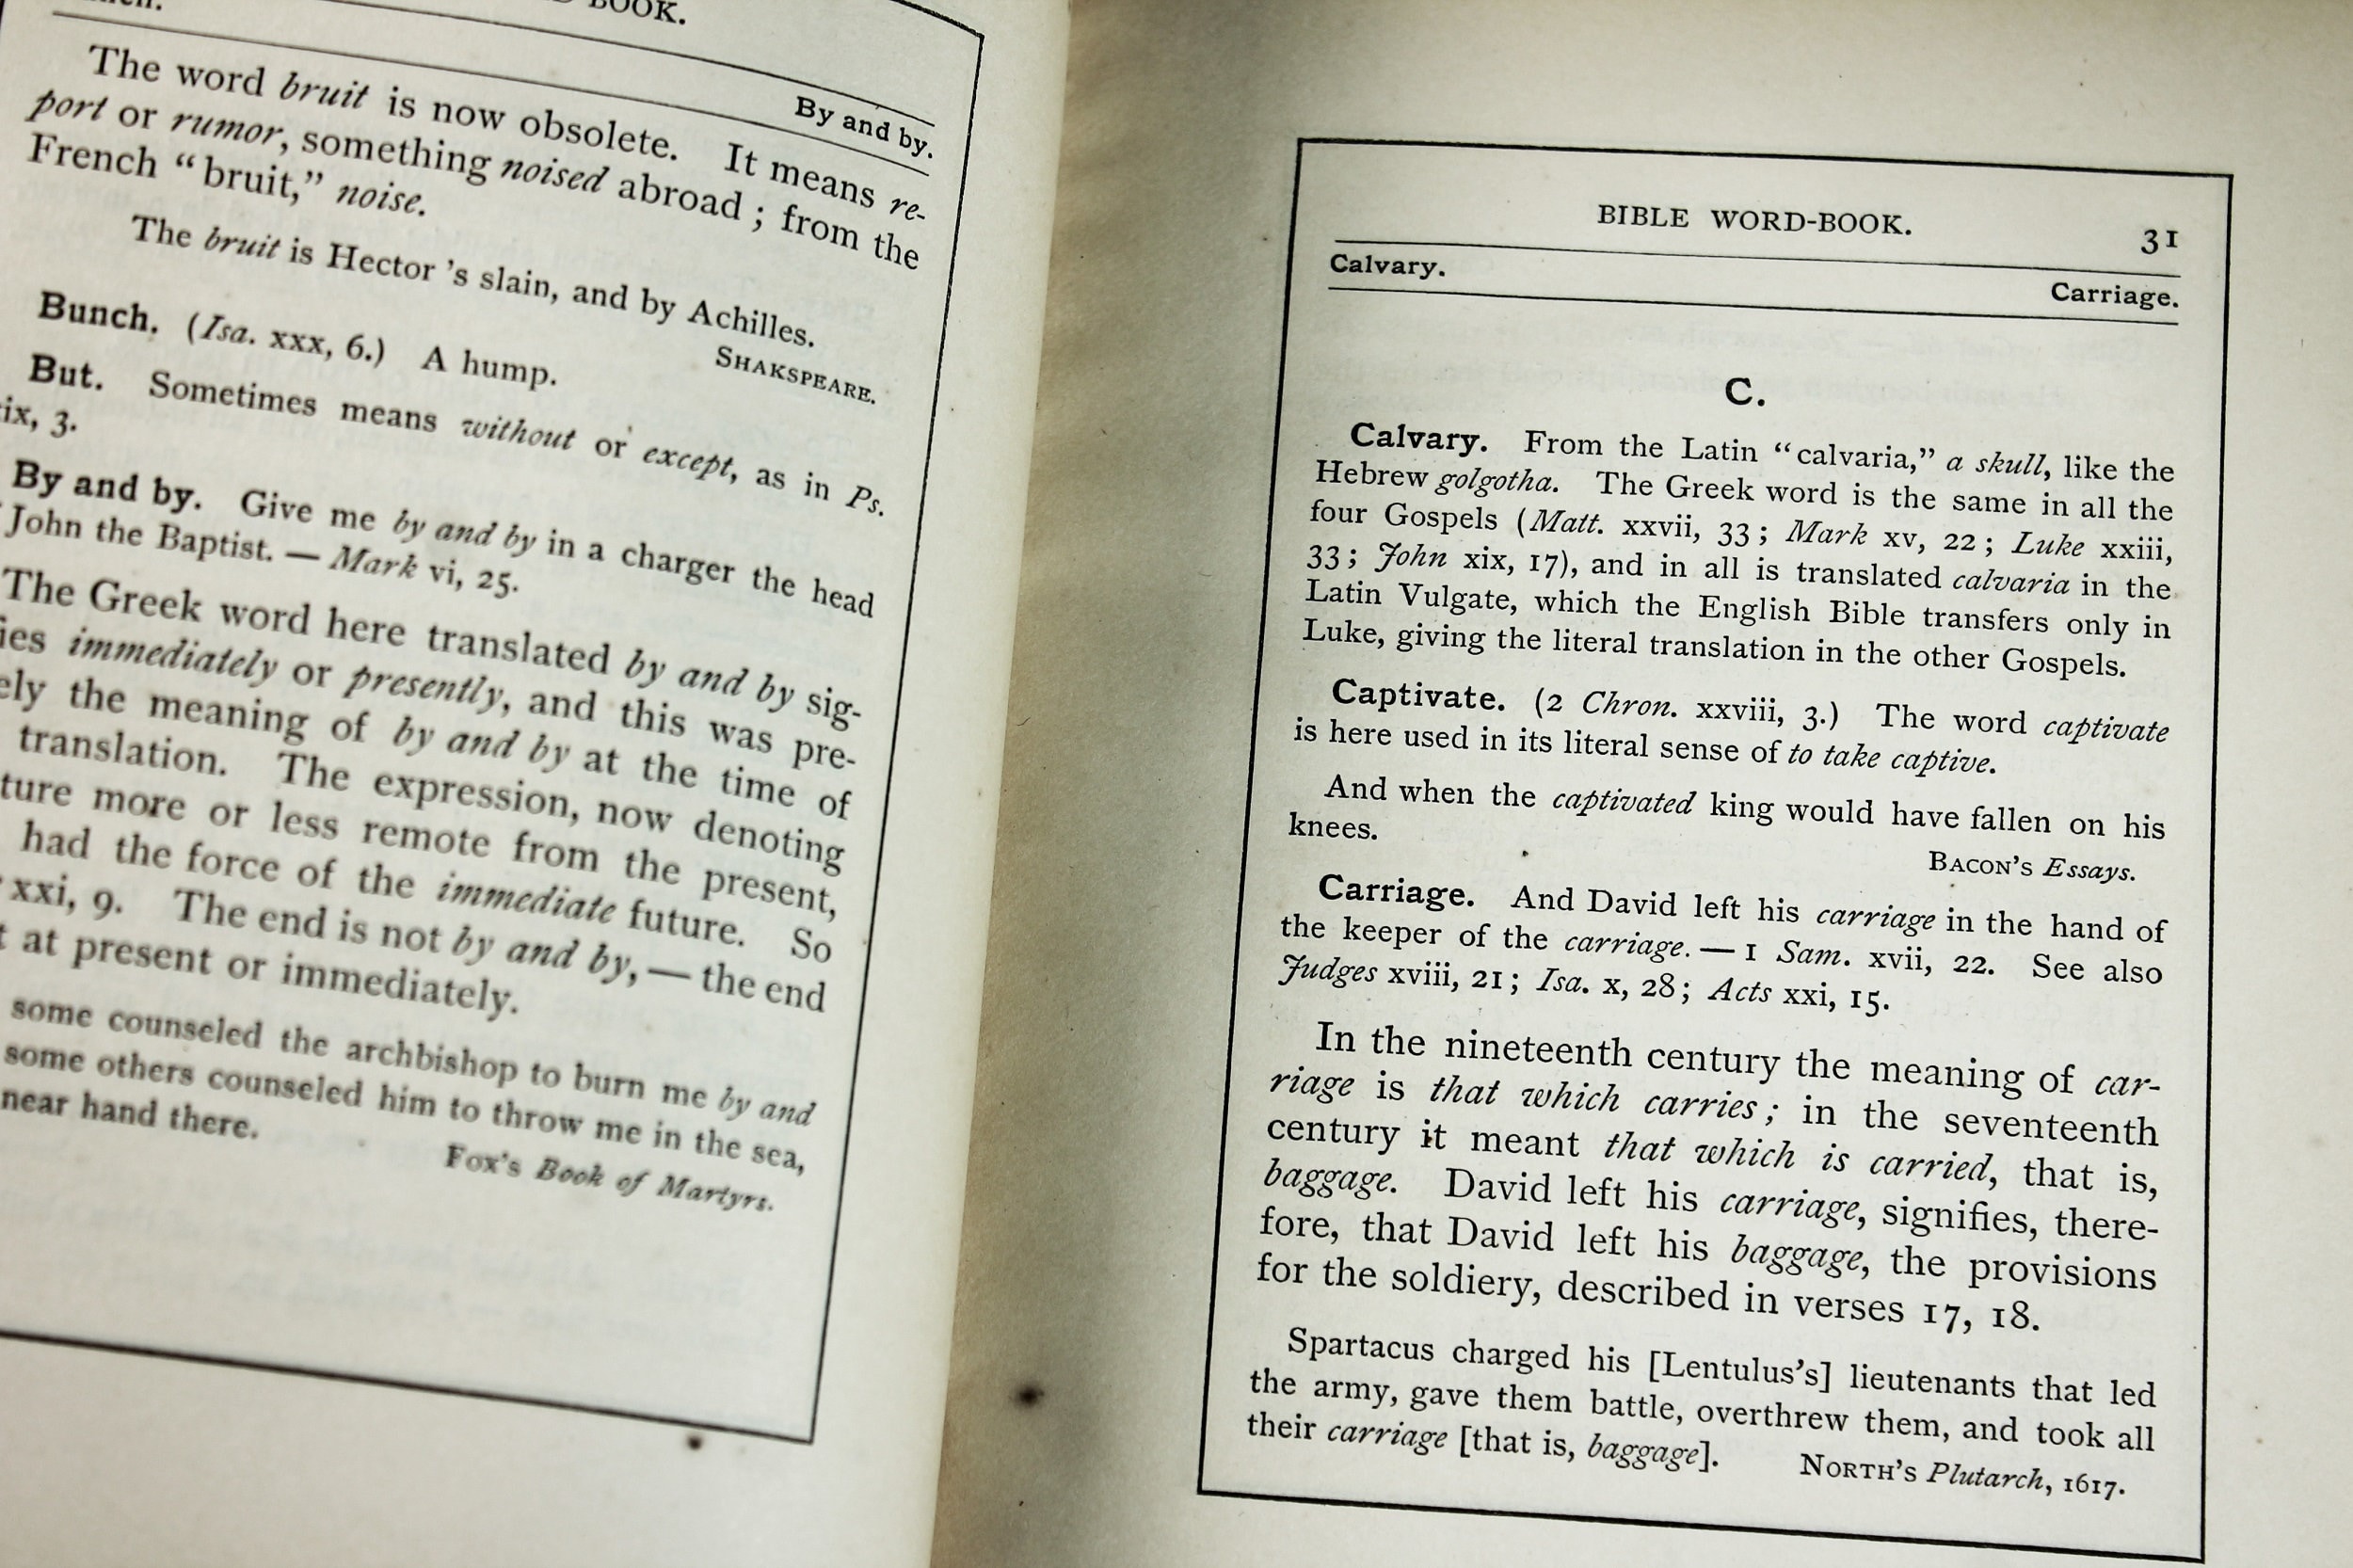 BOOK.
By and by.
The word bruit is now obsolete. It means re-
port or rumor, something noised abroad ; from the
French “bruit,” noise.
The bruit is Hector ’s slain, and by Achilles.
SHAKSPEARE.
Bunch. (Isa. xxx, 6.) A hump.
But. Sometimes means without or except, as in Ps.
ix, 3.
By and by. Give me by and by in a charger the head
John the Baptist. — Mark vi, 25.
The Greek word here translated by and by sig-
ies immediately or presently, and this was pre-
ely the meaning of by and by at the time of
translation. The expression, now denoting
ture more or less remote from the present,
had the force of the immediate future. So
xxi, 9. The end is not by and by, — the end
t at present or immediately.
some counseled the archbishop to burn me by and
some others counseled him to throw me in the sea,
near hand there.
FOX’S Book of Martyrs.
BIBLE WORD-BOOK. 31
Calvary. Carriage.
C.
Calvary. From the Latin “calvaria,” a skull, like the
Hebrew golgotha. The Greek word is the same in all the
four Gospels (Matt. xxvii, 33 ; Mark xv, 22 ; Luke xxiii,
33 ; John xix, 17), and in all is translated calvaria in the
Latin Vulgate, which the English Bible transfers only in
Luke, giving the literal translation in the other Gospels.
Captivate. (2 Chron. xxviii, 3.) The word captivate
is here used in its literal sense of to take captive.
And when the captivated king would have fallen on his
knees.
BACON’S Essays.
Carriage. And David left his carriage in the hand of
the keeper of the carriage. — 1 Sam. xvii, 22. See also
Judges xviii, 21 ; Isa. x, 28 ; Acts xxi, 15.
In the nineteenth century the meaning of car-
riage is that which carries ; in the seventeenth
century it meant that which is carried, that is,
baggage. David left his carriage, signifies, there-
fore, that David left his baggage, the provisions
for the soldiery, described in verses 17, 18.
Spartacus charged his [Lentulus’s] lieutenants that led
the army, gave them battle, overthrew them, and took all
their carriage [that is, baggage]. NORTH’S Plutarch, 1617.